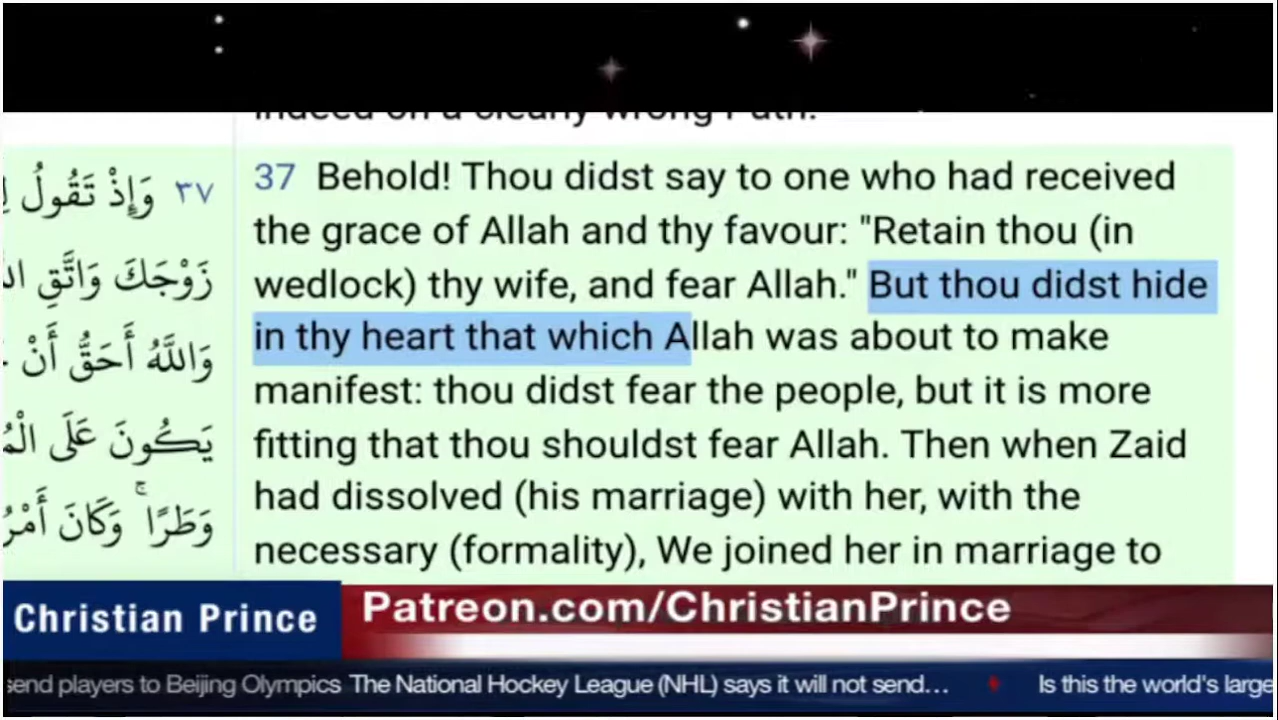 indeed on a clearly wrong Path.
37 Behold! Thou didst say to one who had received
the grace of Allah and thy favour: "Retain thou (in
wedlock) thy wife, and fear Allah." But thou didst hide
in thy heart that which Allah was about to make
manifest: thou didst fear the people, but it is more
fitting that thou shouldst fear Allah. Then when Zaid
had dissolved (his marriage) with her, with the
necessary (formality), We joined her in marriage to
٣٧ وَإِذْ تَقُولُ
زَوْجَكَ وَاتَّقِ
وَاللَّهُ أَحَقُّ أَنْ
يَكُونَ عَلَى
وَطَرًا ۚ وَكَانَ أَمْرُ
Christian Prince
Patreon.com/ChristianPrince
send players to Beijing Olympics The National Hockey League (NHL) says it will not send... Is this the world's large